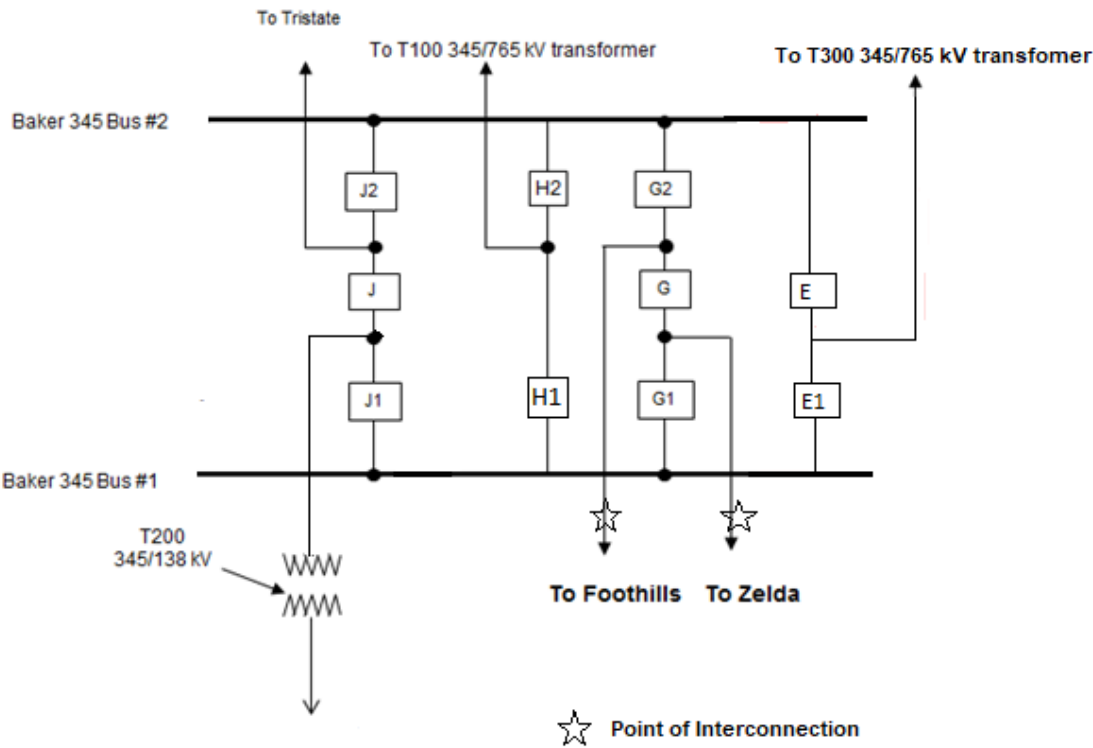 To Tristate
To T100 345/765 kV transformer
To T300 345/765 kV transfomer
Baker 345 Bus #2
J2
H2
G2
J
G
E
J1
H1
G1
E1
Baker 345 Bus #1
T200
345/138 kV
To Foothills
To Zelda
Point of Interconnection